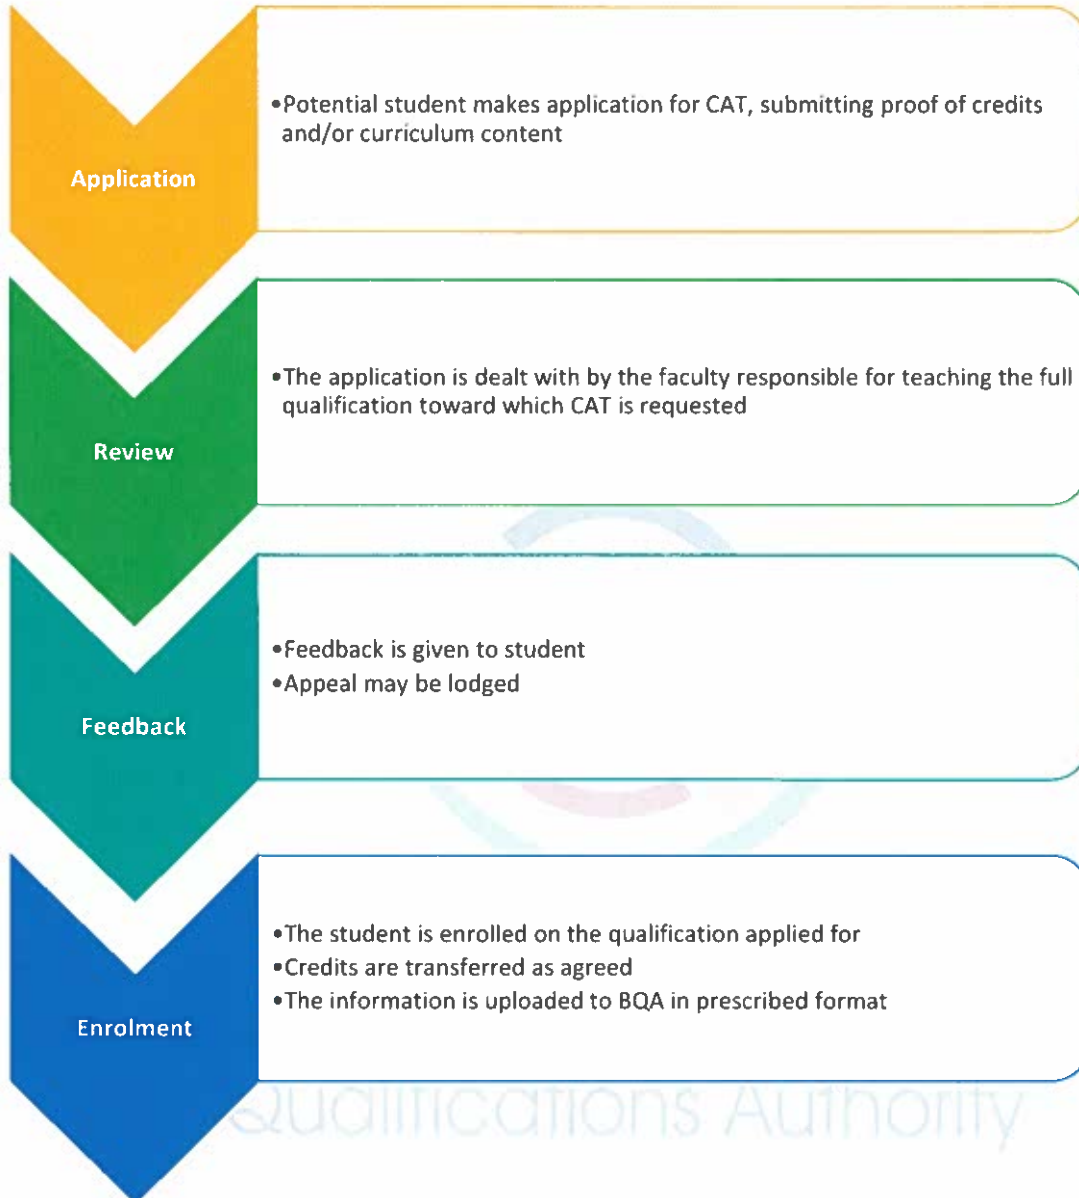 •Potential student makes application for CAT, submitting proof of credits
and/or curriculum content
Application
•The application is dealt with by the faculty responsible for teaching the full
qualification toward which CAT is requested
Review
•Feedback is given to student
•Appeal may be lodged
Feedback
•The student is enrolled on the qualification applied for
•Credits are transferred as agreed
•The information is uploaded to BQA in prescribed format
Enrolment
Qualifications Authority